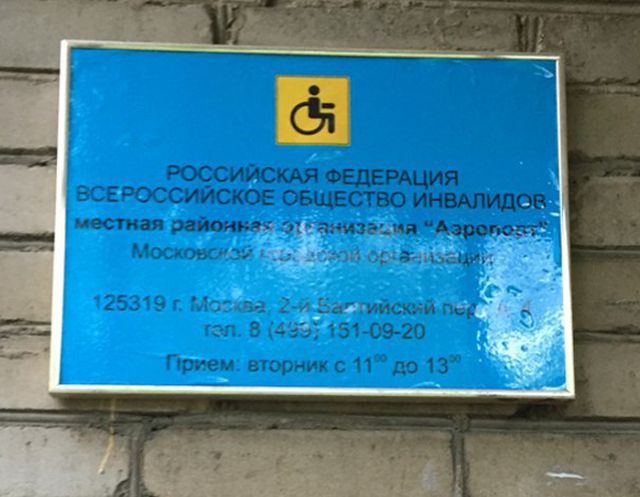 РОССИЙСКАЯ ФЕДЕРАЦИЯ
ВСЕРОССИЙСКОЕ ОБЩЕСТВО ИНВАЛИДОВ
местная районная организация "Аэропорт"
Московской городской организации
125319 г. Москва, 2-й Балтийский пер.
тел. 8 (499) 151-09-20
Прием: вторник с 11⁰⁰ до 13⁰⁰